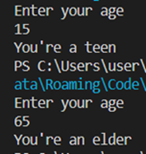 Enter your age
15
You're a teen
PS C:\Users\
ata\Roaming\Code\
Enter your age
65
You're an elder